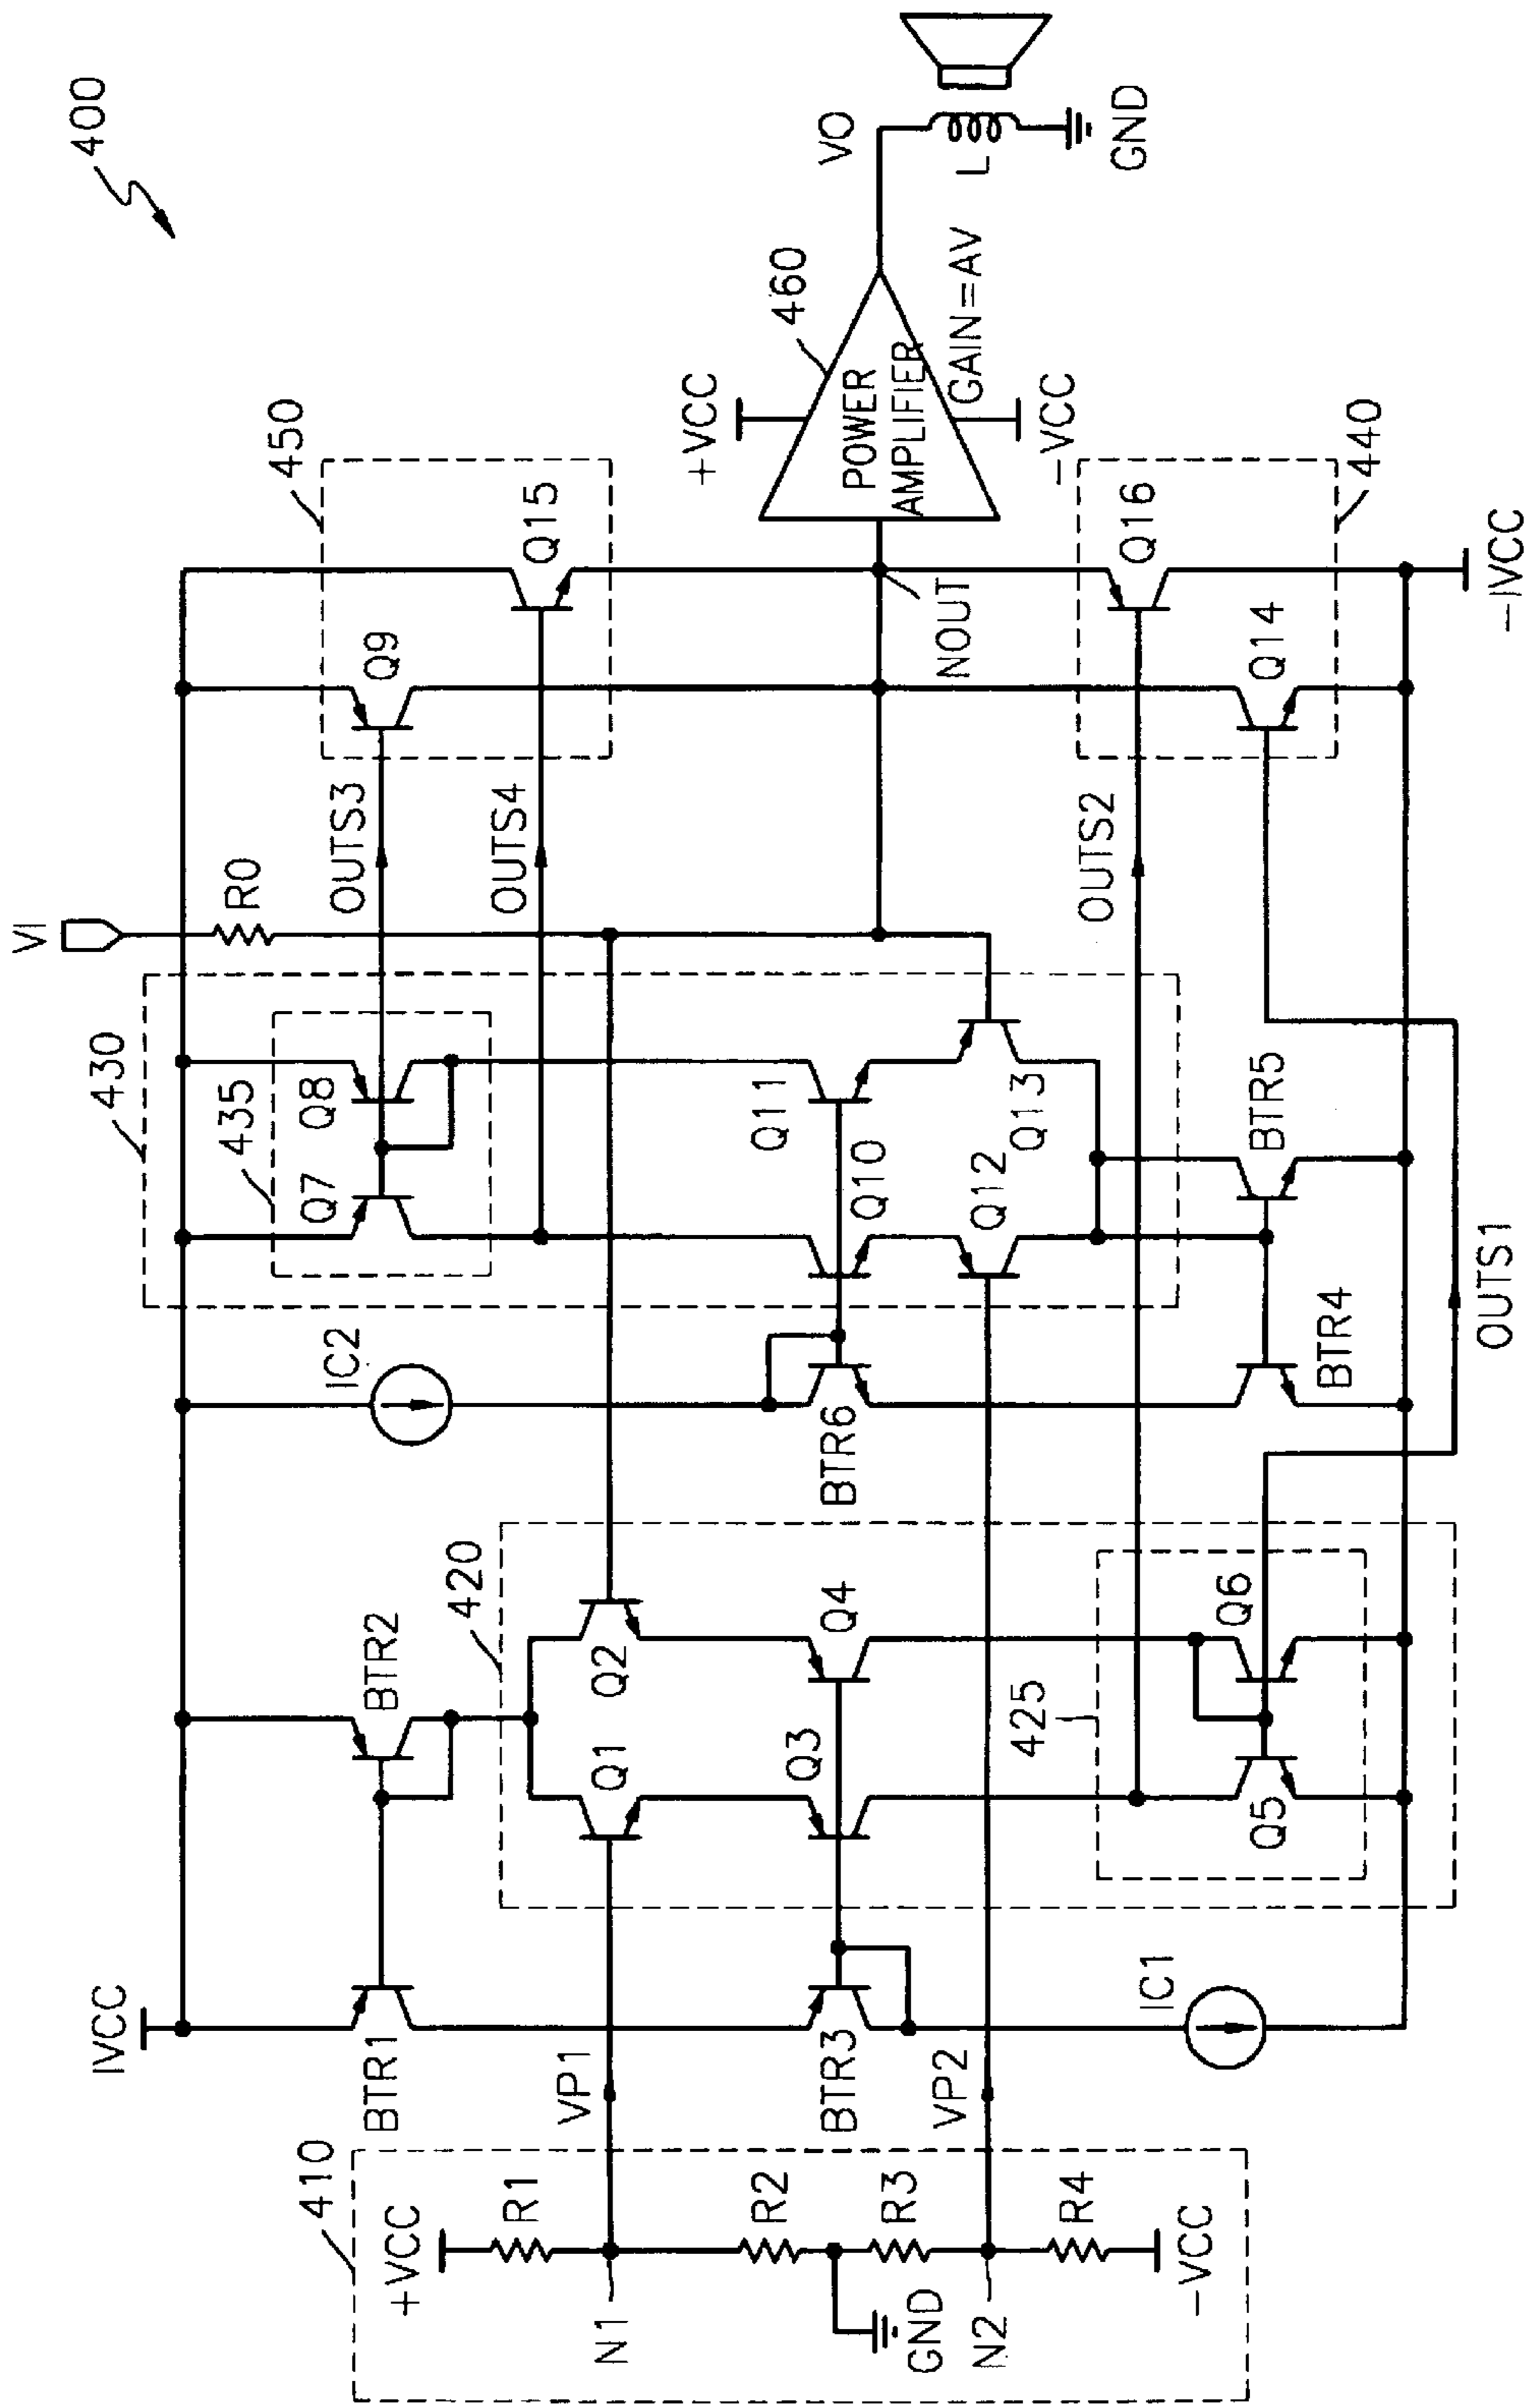 400
IVCC
BTR1
BTR2
420
IC2
430
435
Q7
Q8
VI
R0
OUTS3
OUTS4
450
Q9
Q15
+VCC
460
VO
L
GND
POWER
AMPLIFIER
GAIN=AV
-VCC
NOUT
410
+VCC
R1
N1
R2
GND
R3
N2
R4
-VCC
VP1
VP2
BTR3
IC1
Q1
Q2
Q3
Q4
425
Q5
Q6
BTR6
Q10
Q11
Q12
Q13
BTR4
BTR5
OUTS2
OUTS1
Q16
Q14
440
-IVCC